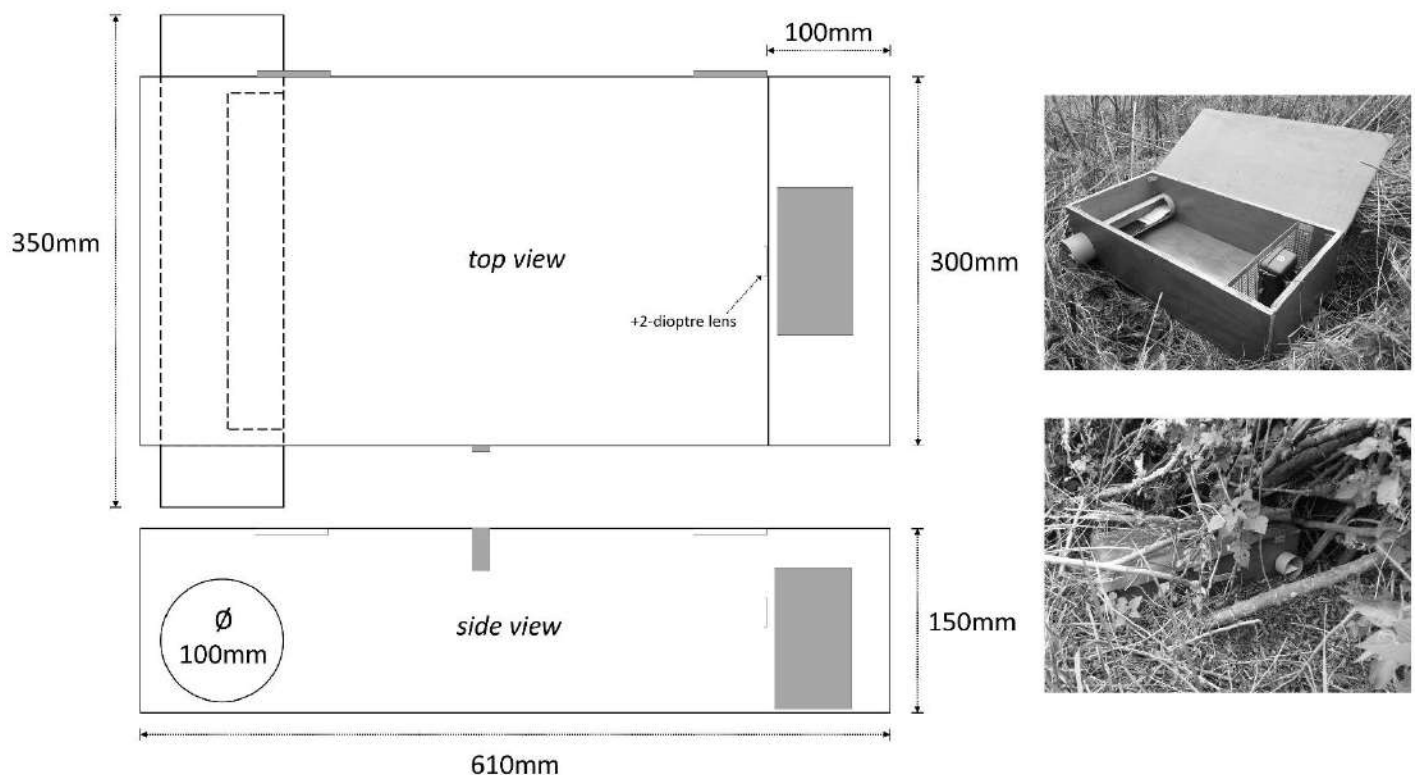 100mm
350mm
top view
300mm
+2-dioptre lens
Ø
100mm
side view
150mm
610mm